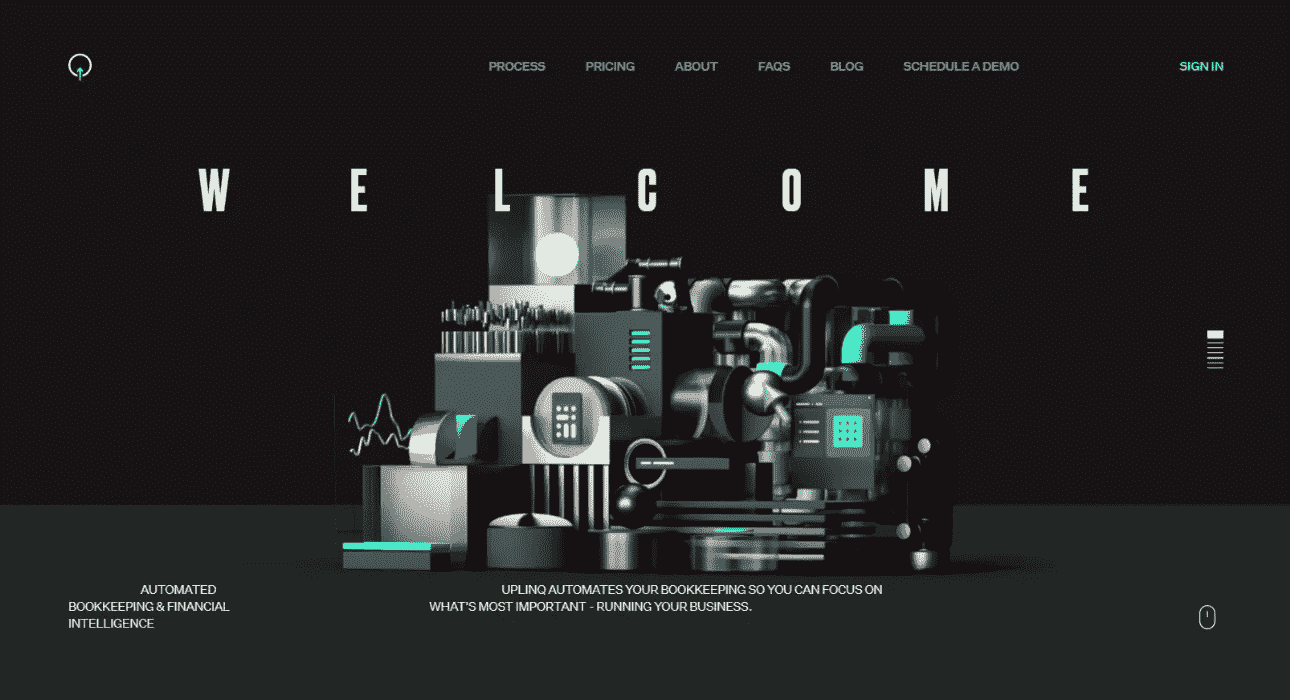 PROCESS PRICING ABOUT FAQS BLOG SCHEDULE A DEMO SIGN IN
WELCOME
AUTOMATED
BOOKKEEPING & FINANCIAL
INTELLIGENCE
UPLINQ AUTOMATES YOUR BOOKKEEPING SO YOU CAN FOCUS ON
WHAT'S MOST IMPORTANT - RUNNING YOUR BUSINESS.